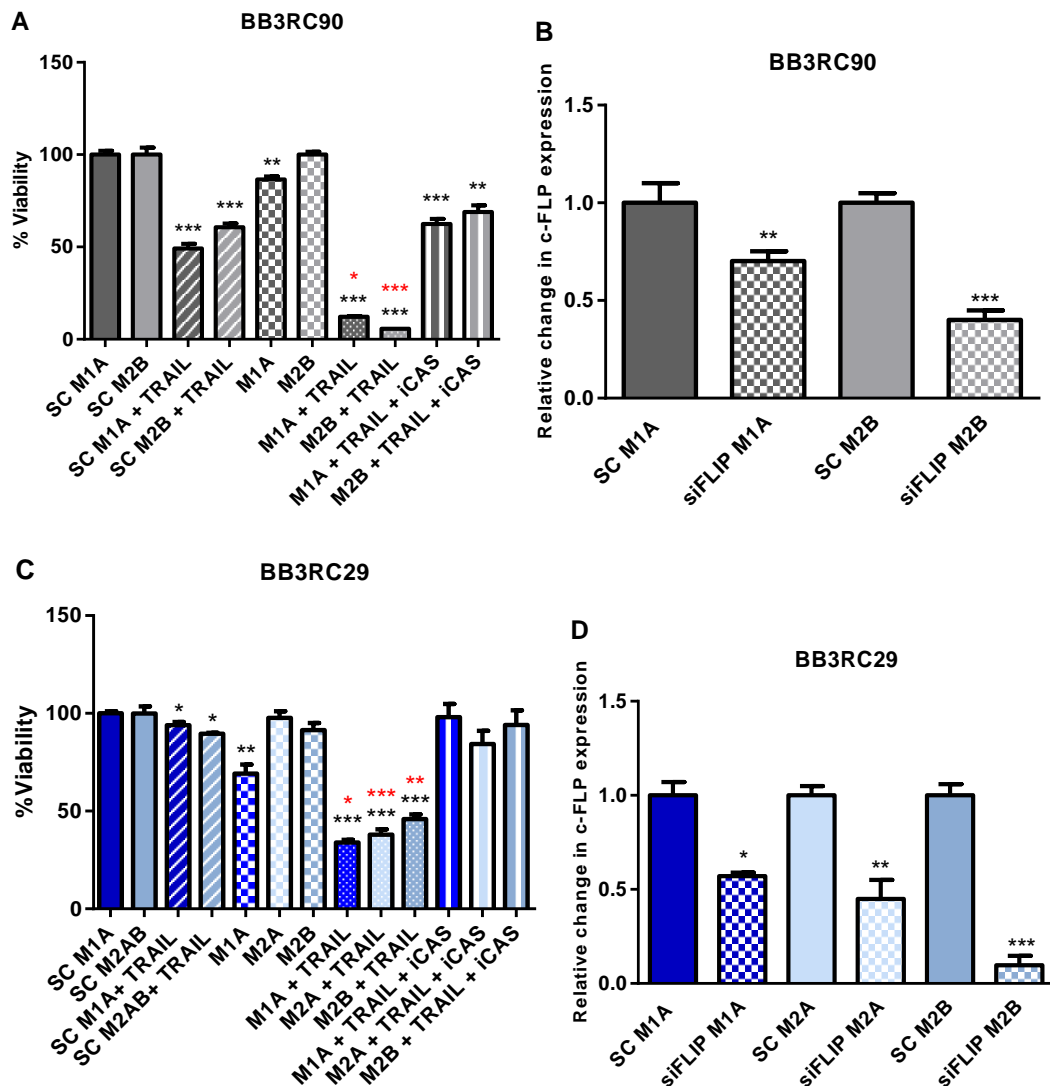 A
BB3RC90
% Viability
150
100
50
0
**
***
***
***
**
***
*
***
***
***
SC M1A
SC M2B
SC M1A + TRAIL
SC M2B + TRAIL
M1A
M2B
M1A + TRAIL
M2B + TRAIL
M1A + TRAIL + iCAS
M2B + TRAIL + iCAS
B
BB3RC90
Relative change in c-FLP expression
1.5
1.0
0.5
0.0
**
***
SC M1A
siFLIP M1A
SC M2B
siFLIP M2B
C
BB3RC29
%Viability
150
100
50
0
*
*
**
*
***
**
***
***
***
SC M1A
SC M2AB
SC M1A+ TRAIL
SC M2AB+ TRAIL
M1A
M2A
M2B
M1A + TRAIL
M2A + TRAIL
M2B + TRAIL
M1A + TRAIL + iCAS
M2A + TRAIL + iCAS
M2B + TRAIL + iCAS
D
BB3RC29
Relative change in c-FLP expression
1.5
1.0
0.5
0.0
*
**
***
SC M1A
siFLIP M1A
SC M2A
siFLIP M2A
SC M2B
siFLIP M2B